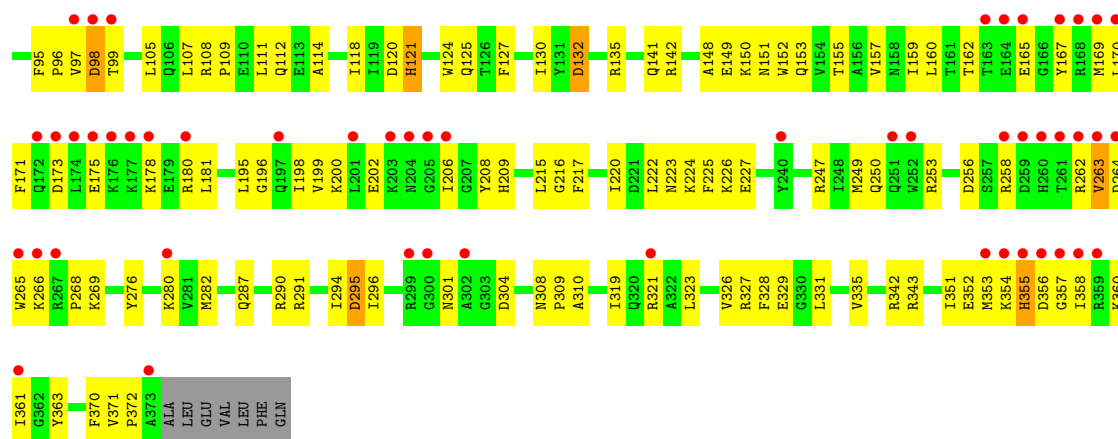 F95 P96 V97 D98 T99 L105 Q106 L107 R108 P109 E110 L111 Q112 E113 A114 I118 I119 D120 H121 W124 Q125 T126 F127 I130 Y131 D132 R135 Q141 R142 A148 E149 K150 N151 W152 Q153 V154 T155 A156 V157 N158 I159 L160 T161 T162 T163 E164 E165 G166 Y167 R168 M169
F171 Q172 D173 L174 E175 K176 K177 K178 E179 R180 L181 L195 G196 Q197 I198 V199 K200 L201 E202 K203 N204 G205 I206 G207 Y208 H209 L215 G216 F217 I220 D221 L222 N223 K224 F225 K226 E227 Y240 R247 I248 M249 Q250 Q251 W252 R253 D256 S257 R258 D259 H260 T261 R262 V263 D264
W265 K266 R267 P268 K269 Y276 K280 V281 M282 Q287 R290 R291 I294 D295 I296 R299 G300 N301 A302 G303 D304 N308 P309 A310 I319 Q320 R321 A322 L323 V326 R327 F328 E329 G330 L331 V335 R342 R343 I351 E352 M353 K354 H355 D356 G357 I358 R359 K360
I361 G362 Y363 F370 V371 P372 A373 ALA LEU GLU VAL LEU PHE GLN